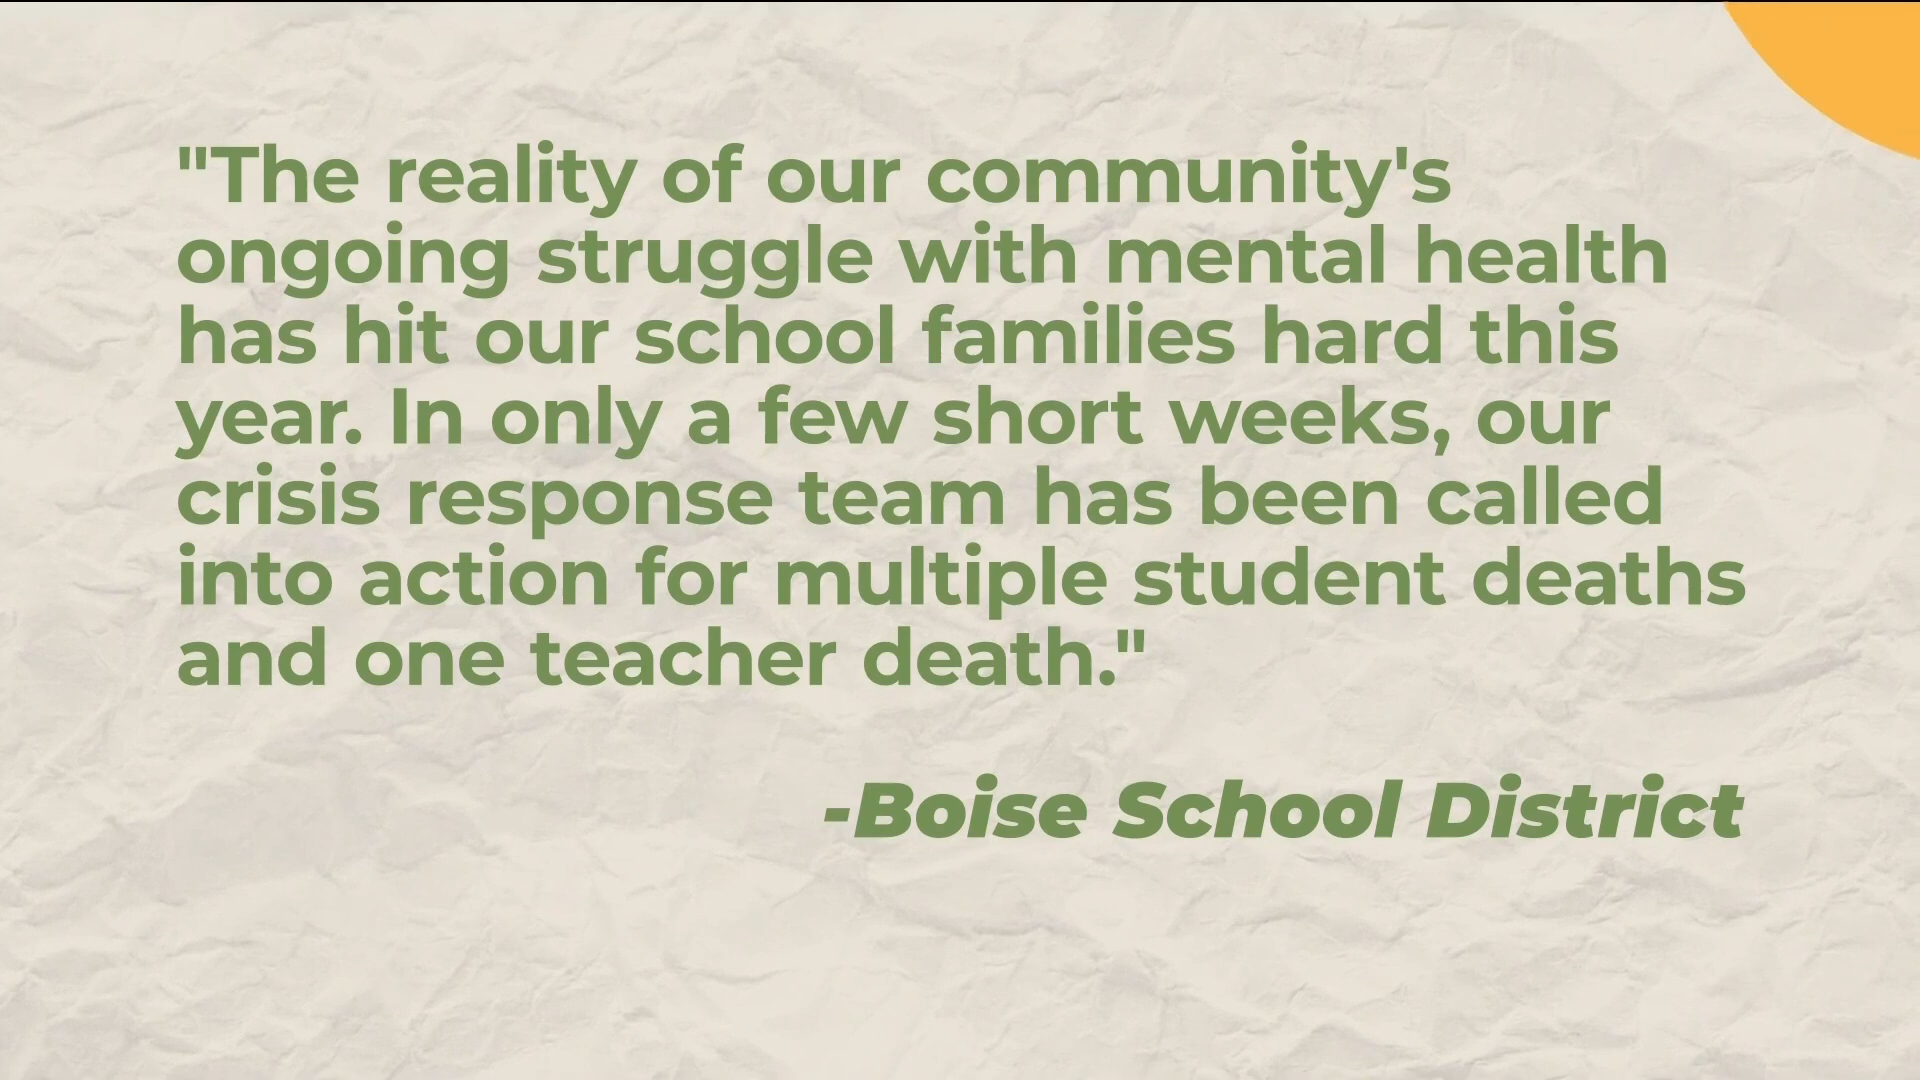 "The reality of our community's
ongoing struggle with mental health
has hit our school families hard this
year. In only a few short weeks, our
crisis response team has been called
into action for multiple student deaths
and one teacher death."
-Boise School District